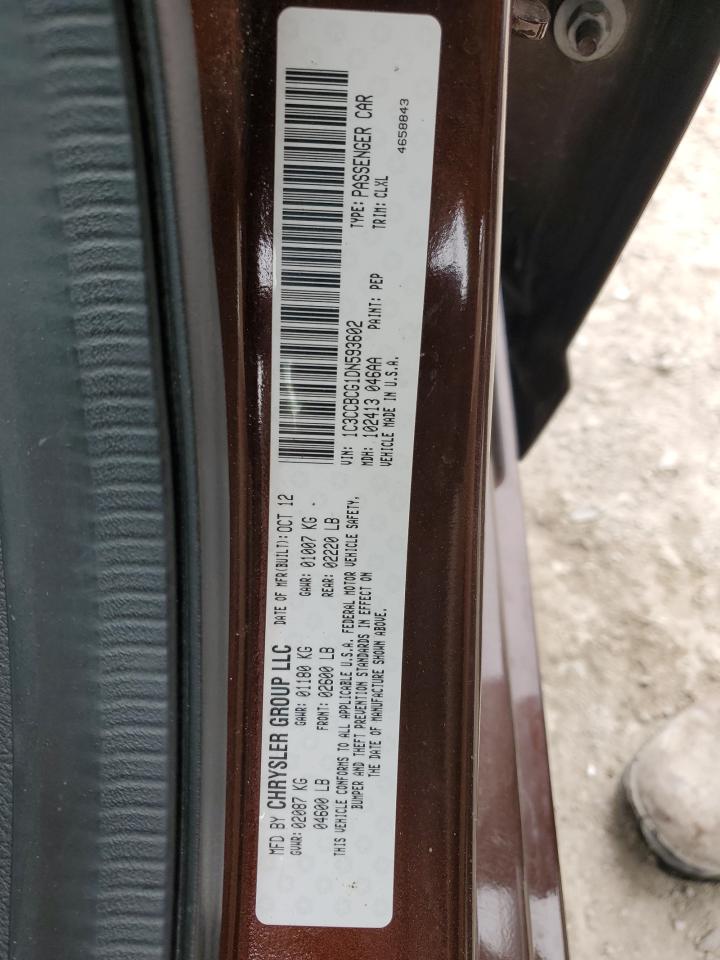 MFD BY CHRYSLER GROUP LLC DATE OF MFR(BUILT): OCT 12
GVWR: 02087 KG GAWR: 01180 KG GAWR: 01007 KG
04600 LB FRONT: 02600 LB REAR: 02220 LB
THIS VEHICLE CONFORMS TO ALL APPLICABLE U.S.A. FEDERAL MOTOR VEHICLE SAFETY,
BUMPER AND THEFT PREVENTION STANDARDS IN EFFECT ON
THE DATE OF MANUFACTURE SHOWN ABOVE.
VIN: 1C3CCBCG1DN593602 TYPE: PASSENGER CAR
MDH: 102413 046AA PAINT: PEP TRIM: CLXL
VEHICLE MADE IN U.S.A.
4658843